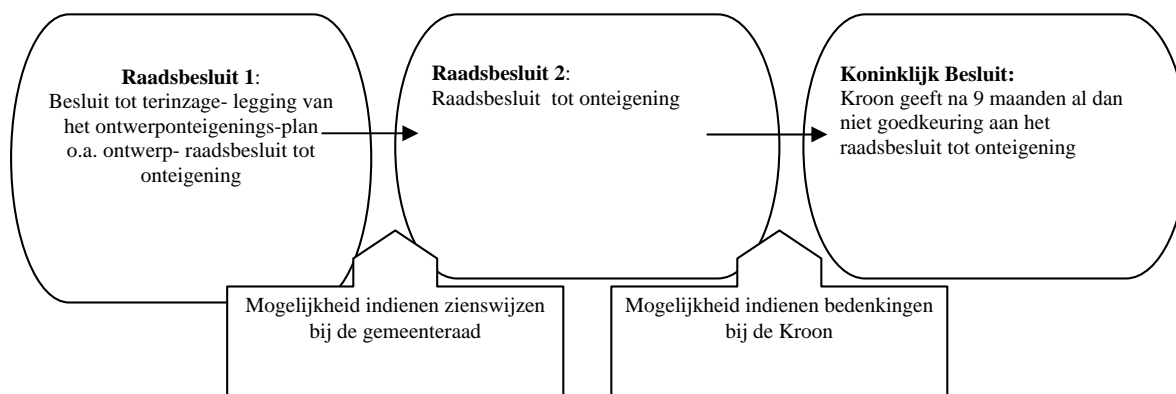 Raadsbesluit 1:
Besluit tot terinzage- legging van
het ontwerponteigenings-plan
o.a. ontwerp- raadsbesluit tot
onteigening
Raadsbesluit 2:
Raadsbesluit tot onteigening
Koninklijk Besluit:
Kroon geeft na 9 maanden al dan
niet goedkeuring aan het
raadsbesluit tot onteigening
Mogelijkheid indienen zienswijzen
bij de gemeenteraad
Mogelijkheid indienen bedenkingen
bij de Kroon